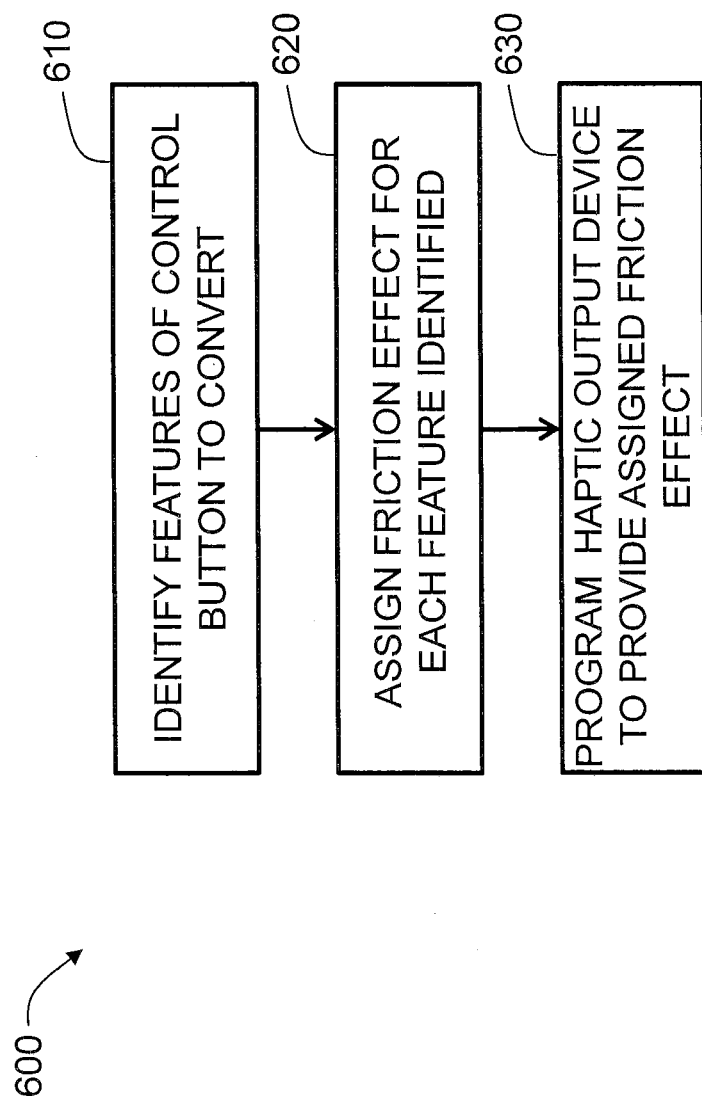 600
610
IDENTIFY FEATURES OF CONTROL
BUTTON TO CONVERT
620
ASSIGN FRICTION EFFECT FOR
EACH FEATURE IDENTIFIED
630
PROGRAM HAPTIC OUTPUT DEVICE
TO PROVIDE ASSIGNED FRICTION
EFFECT